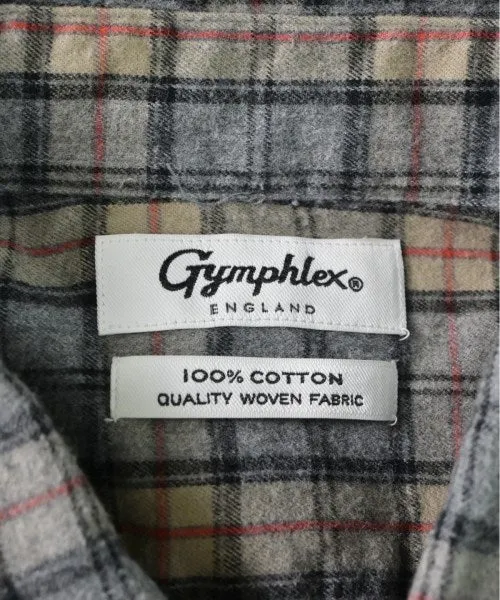 Gymphlex®
ENGLAND
100% COTTON
QUALITY WOVEN FABRIC